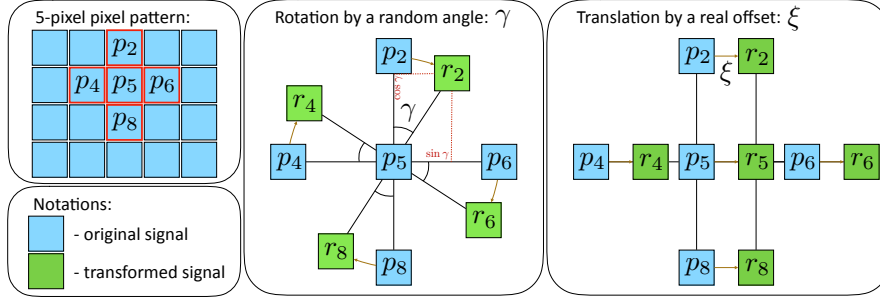 5-pixel pixel pattern:
p2
p4 p5 p6
p8
Notations:
- original signal
- transformed signal
Rotation by a random angle: γ
p2
r2
cos γ
r4
γ
p4 p5 p6
sin γ
r6
r8
p8
Translation by a real offset: ξ
p2 r2
ξ
p4 r4 p5 r5 p6 r6
p8 r8